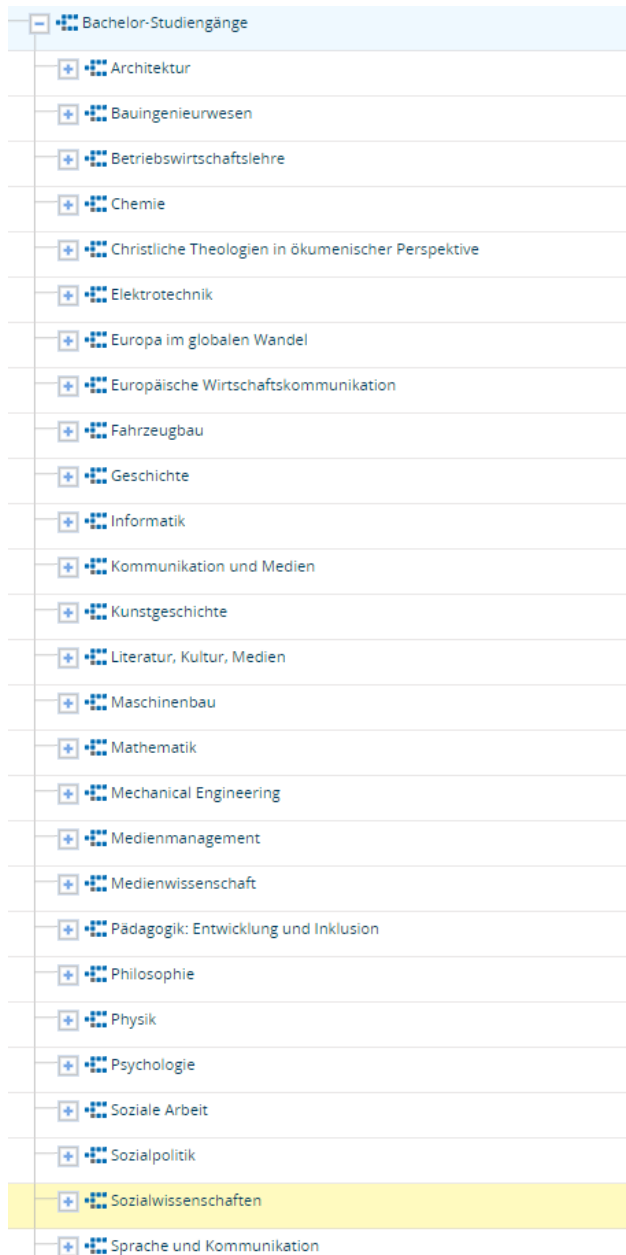 Bachelor-Studiengänge
Architektur
Bauingenieurwesen
Betriebswirtschaftslehre
Chemie
Christliche Theologien in ökumenischer Perspektive
Elektrotechnik
Europa im globalen Wandel
Europäische Wirtschaftskommunikation
Fahrzeugbau
Geschichte
Informatik
Kommunikation und Medien
Kunstgeschichte
Literatur, Kultur, Medien
Maschinenbau
Mathematik
Mechanical Engineering
Medienmanagement
Medienwissenschaft
Pädagogik: Entwicklung und Inklusion
Philosophie
Physik
Psychologie
Soziale Arbeit
Sozialpolitik
Sozialwissenschaften
Sprache und Kommunikation